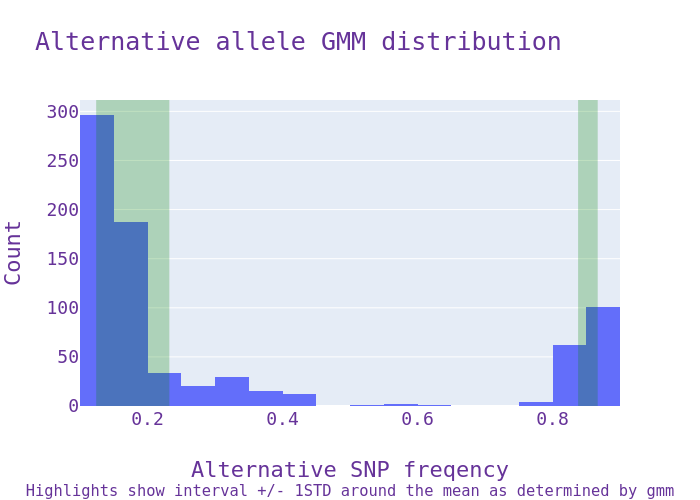 Alternative allele GMM distribution
300
250
200
150
100
50
0
Count
0.2 0.4 0.6 0.8
Alternative SNP freqency
Highlights show interval +/- 1STD around the mean as determined by gmm